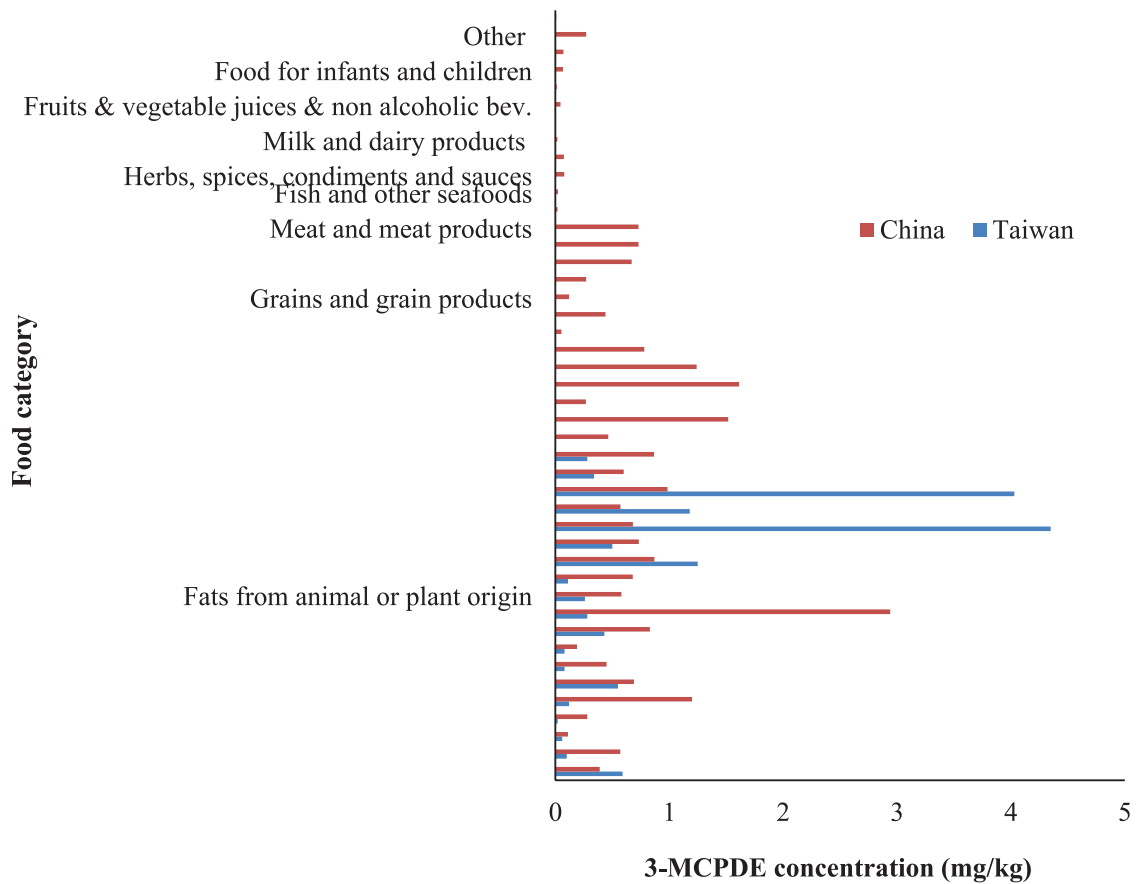 Other
Food for infants and children
Fruits & vegetable juices & non alcoholic bev.
Milk and dairy products
Herbs, spices, condiments and sauces
Fish and other seafoods
Meat and meat products
China Taiwan
Grains and grain products
Food category
Fats from animal or plant origin
0 1 2 3 4 5
3-MCPDE concentration (mg/kg)